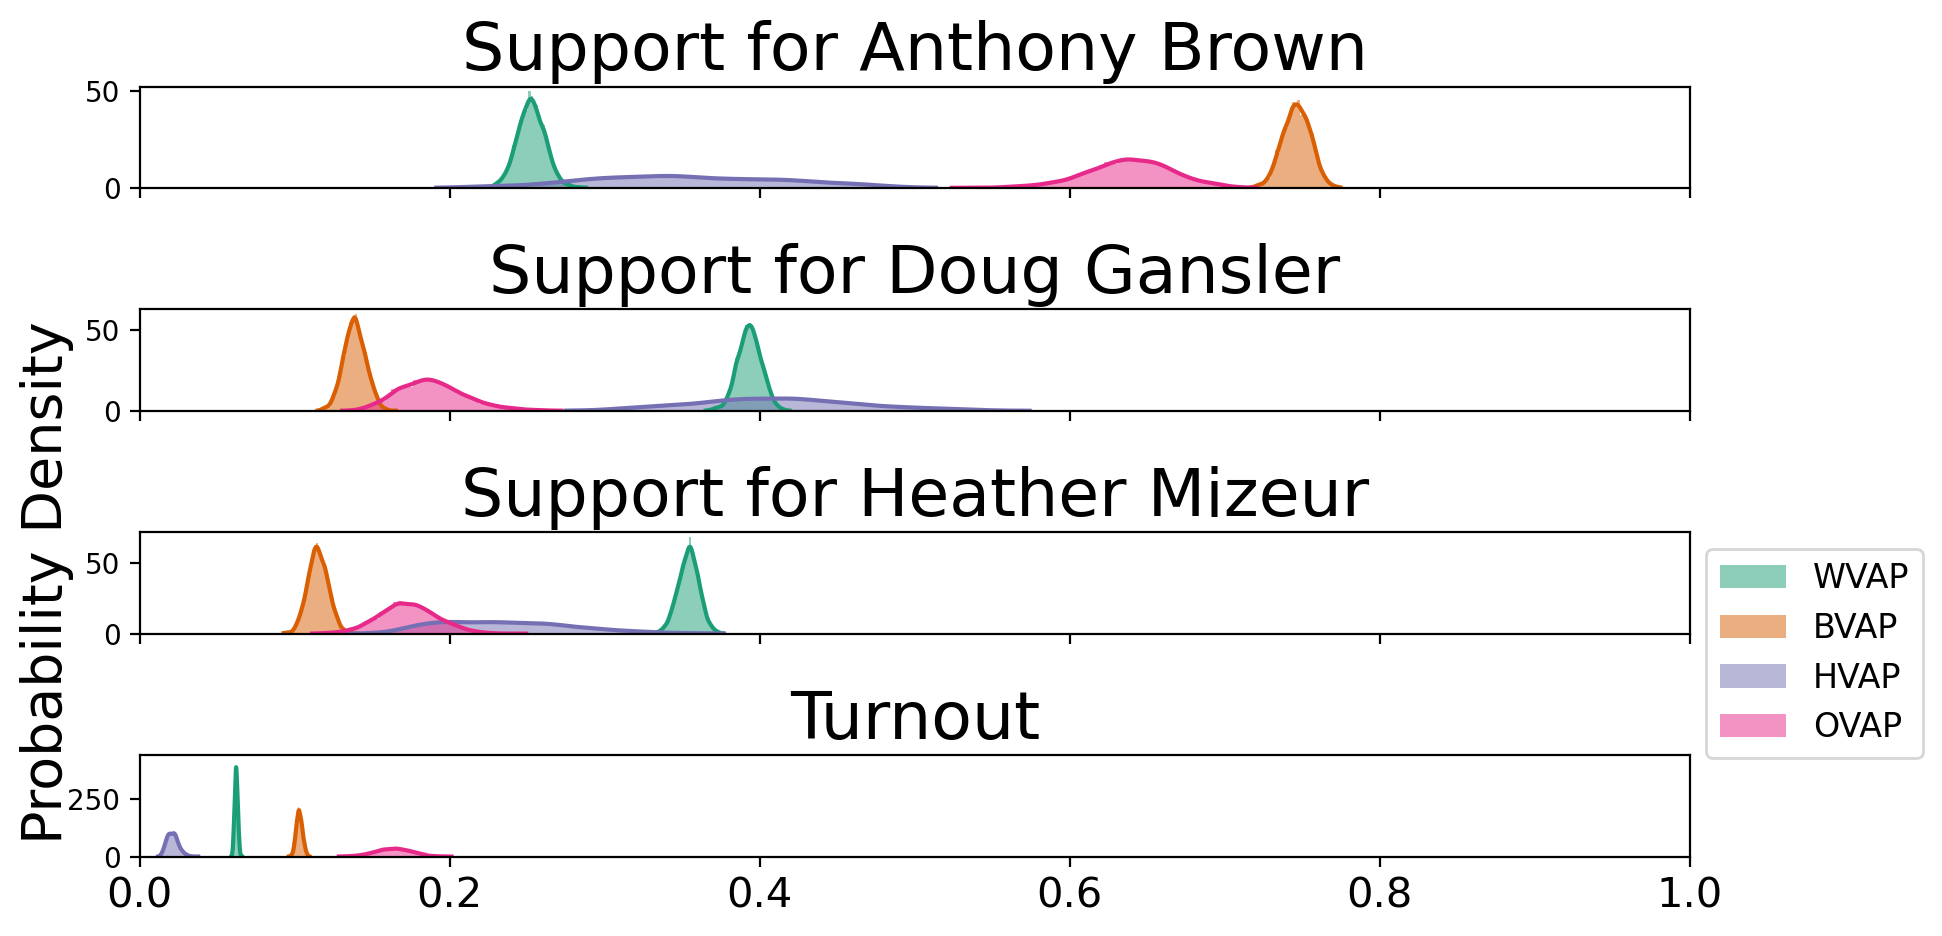 Support for Anthony Brown
50
0
Support for Doug Gansler
50
0
Support for Heather Mizeur
50
0
Turnout
250
0
0.0 0.2 0.4 0.6 0.8 1.0
Probability Density
WVAP
BVAP
HVAP
OVAP